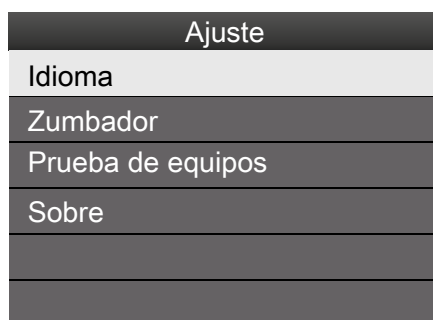 Ajuste
Idioma
Zumbador
Prueba de equipos
Sobre